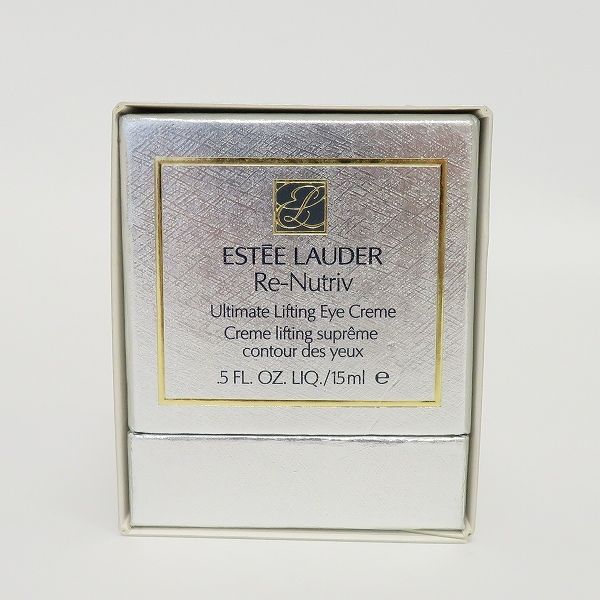 EL
ESTĒE LAUDER
Re-Nutriv
Ultimate Lifting Eye Creme
Creme lifting suprême
contour des yeux
.5 FL. OZ. LIQ./15ml e